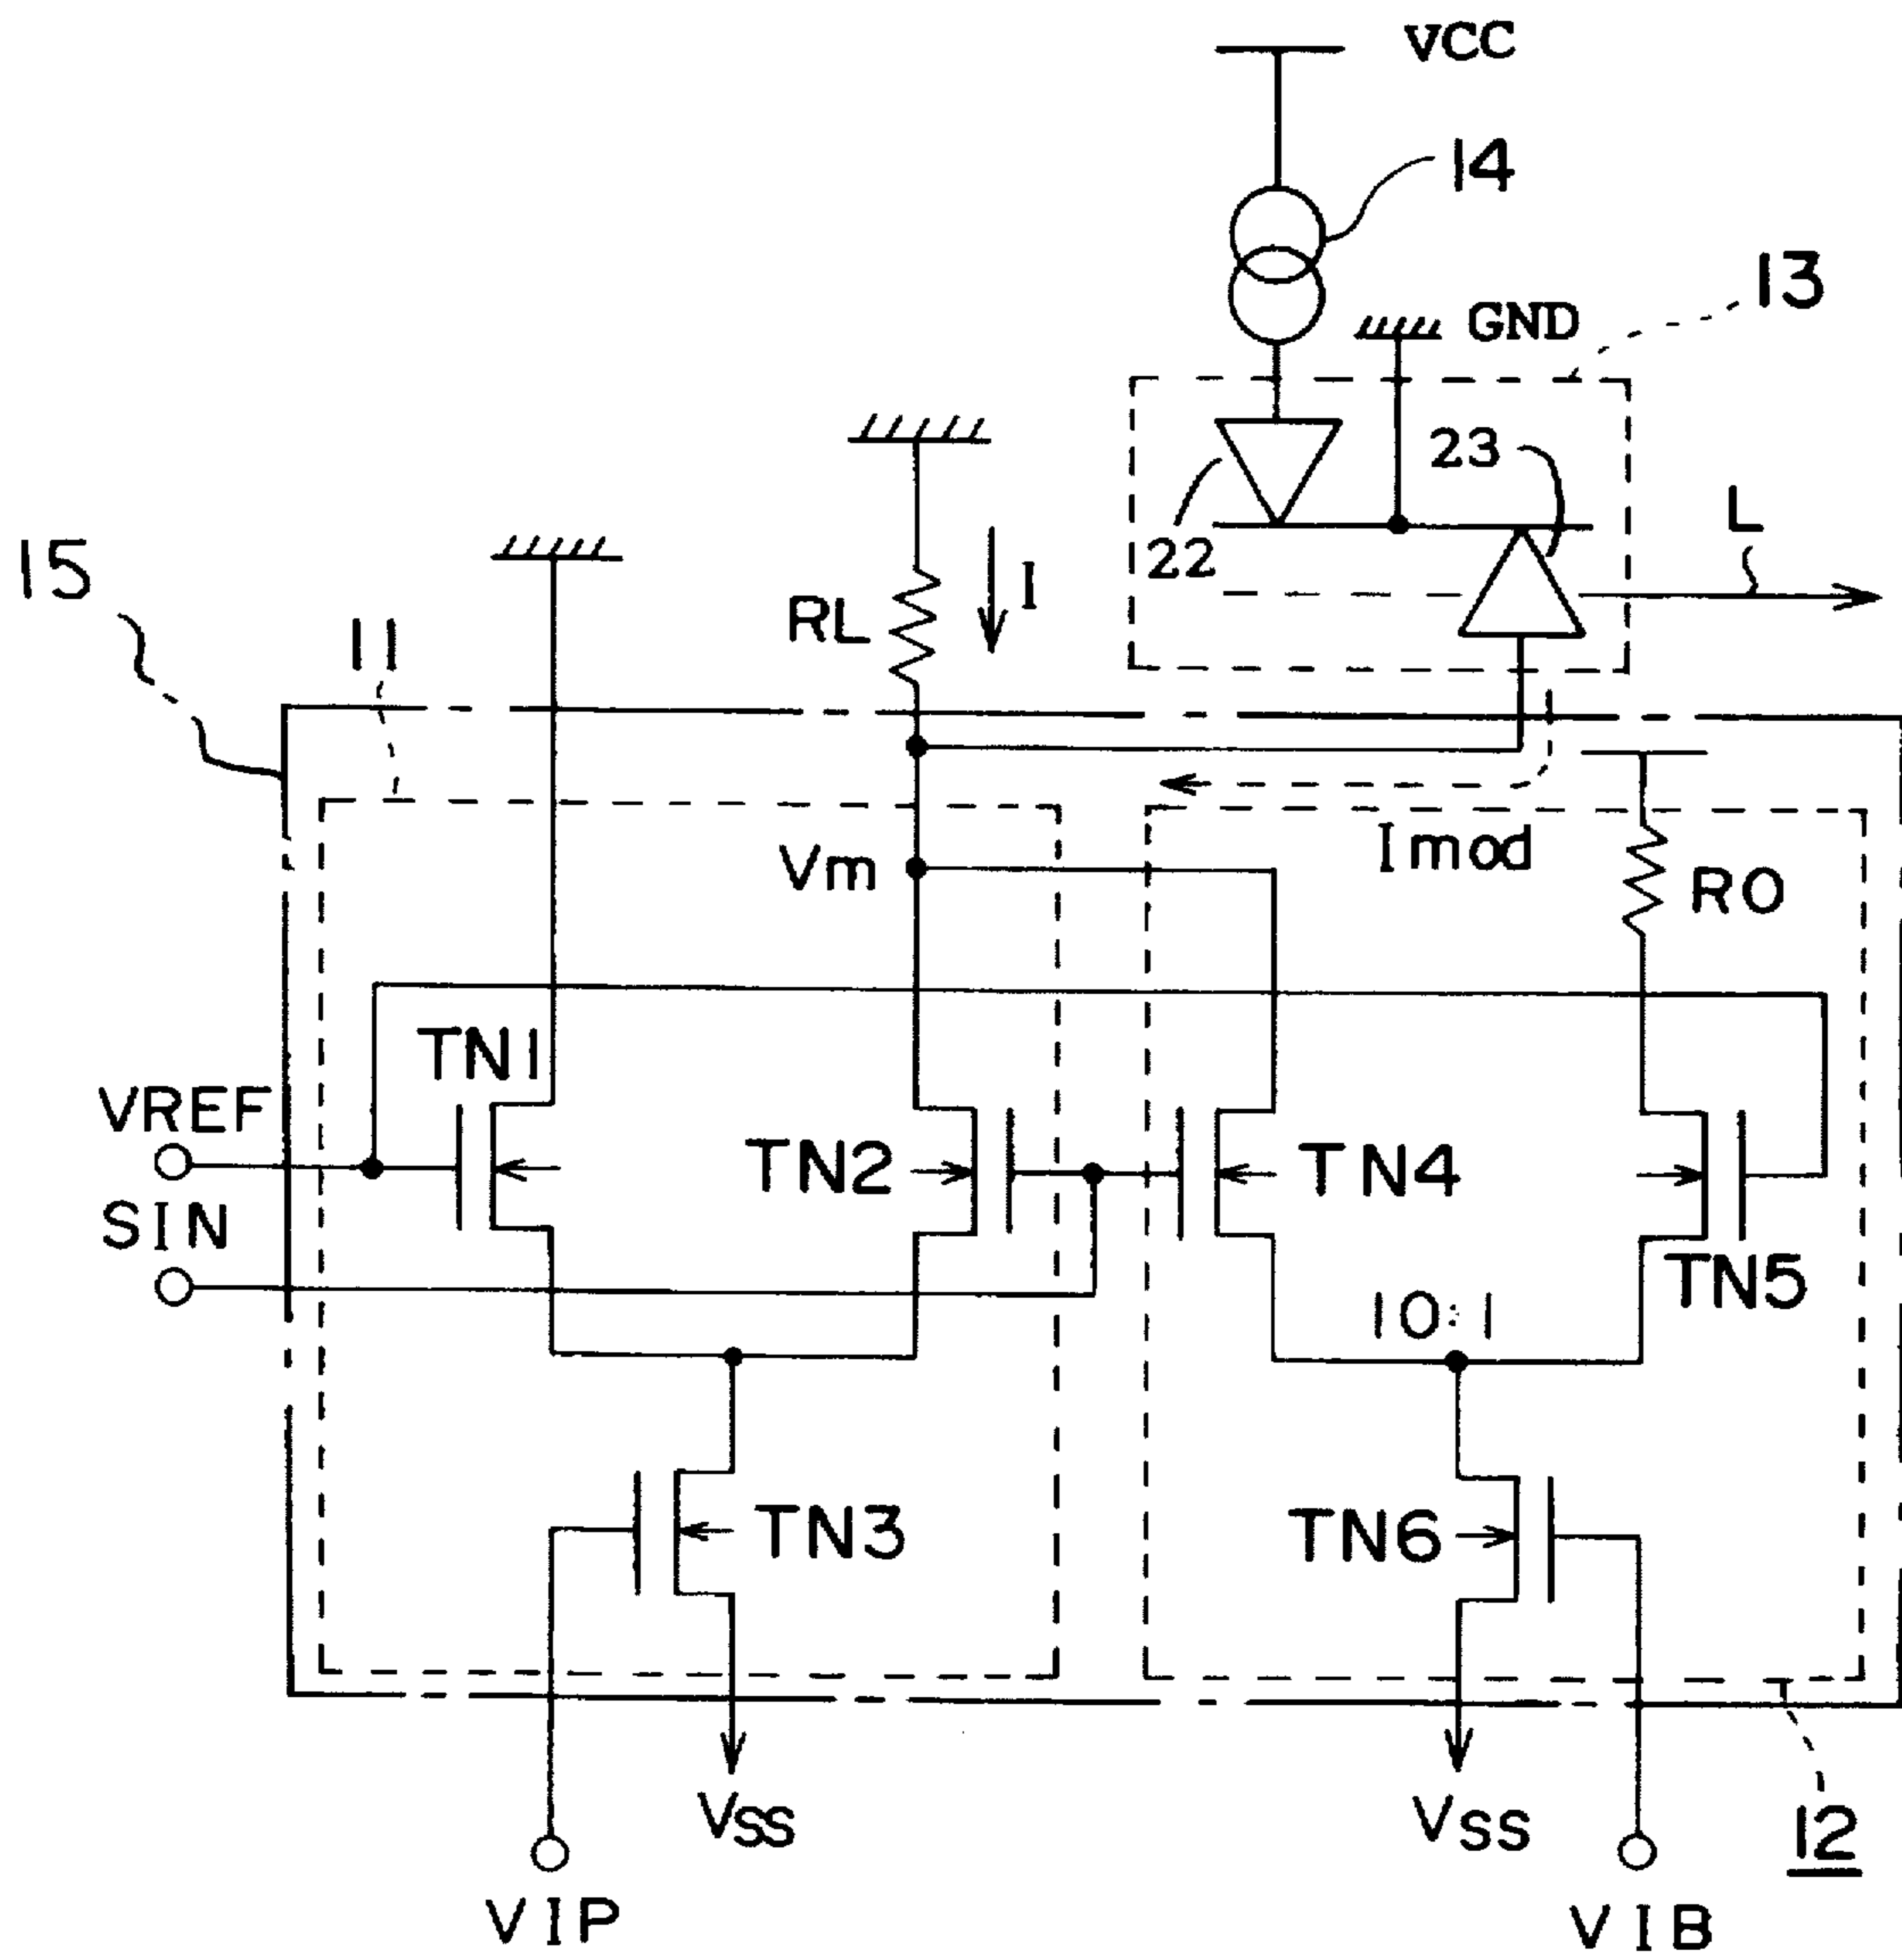 VCC
14
13
GND
23
22
L
15
I
RL
11
Imod
Vm
RO
TN1
VREF
TN2
TN4
SIN
TN5
10:1
TN3
TN6
VSS
VSS
12
VIP
VIB